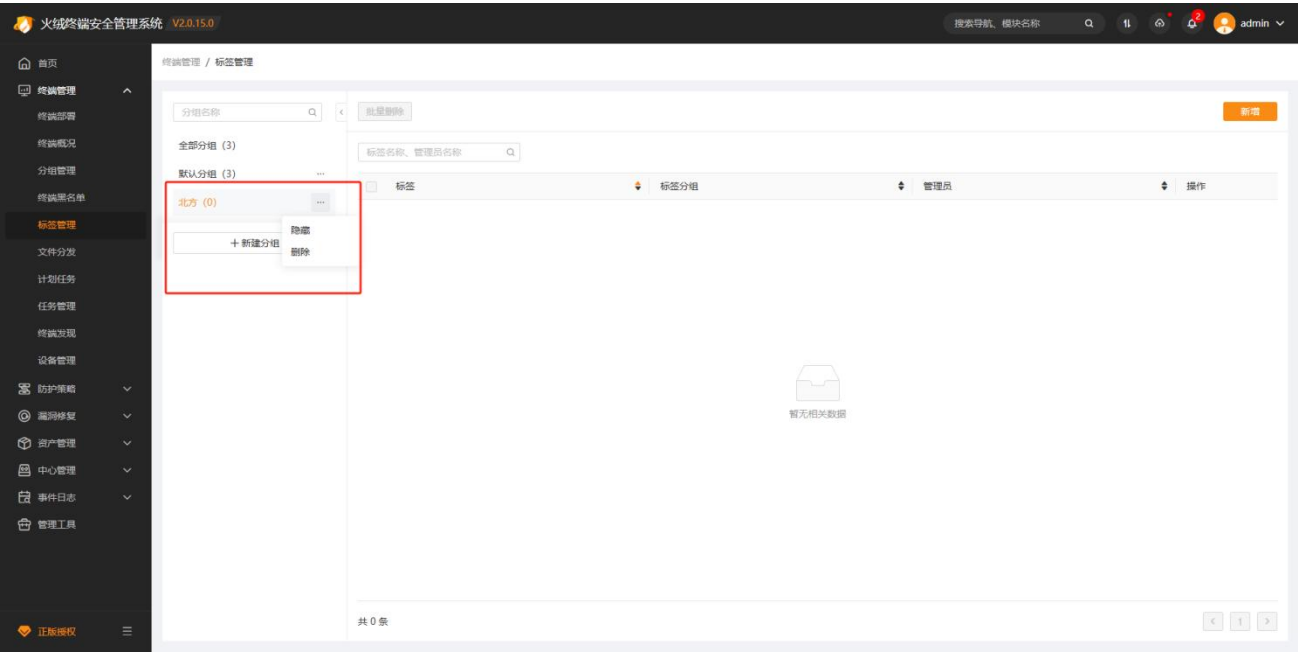 火绒终端安全管理系统 V2.0.15.0
搜索导航、模块名称
2
admin
首页
终端管理
终端部署
终端概况
分组管理
终端黑名单
标签管理
文件分发
计划任务
任务管理
终端发现
设备管理
防护策略
漏洞修复
资产管理
中心管理
事件日志
管理工具
正版授权
终端管理 / 标签管理
分组名称
全部分组 (3)
默认分组 (3)
北方 (0)
隐藏
删除
+ 新建分组
批量删除
新增
标签名称、管理员名称
标签 标签分组 管理员 操作
暂无相关数据
共 0 条
< 1 >